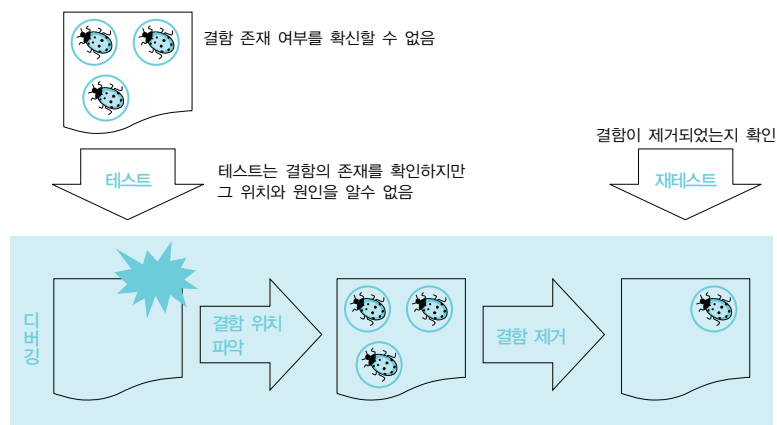 결함 존재 여부를 확신할 수 없음
결함이 제거되었는지 확인
테스트
테스트는 결함의 존재를 확인하지만
그 위치와 원인을 알수 없음
재테스트
디버깅
결함 위치
파악
결함 제거